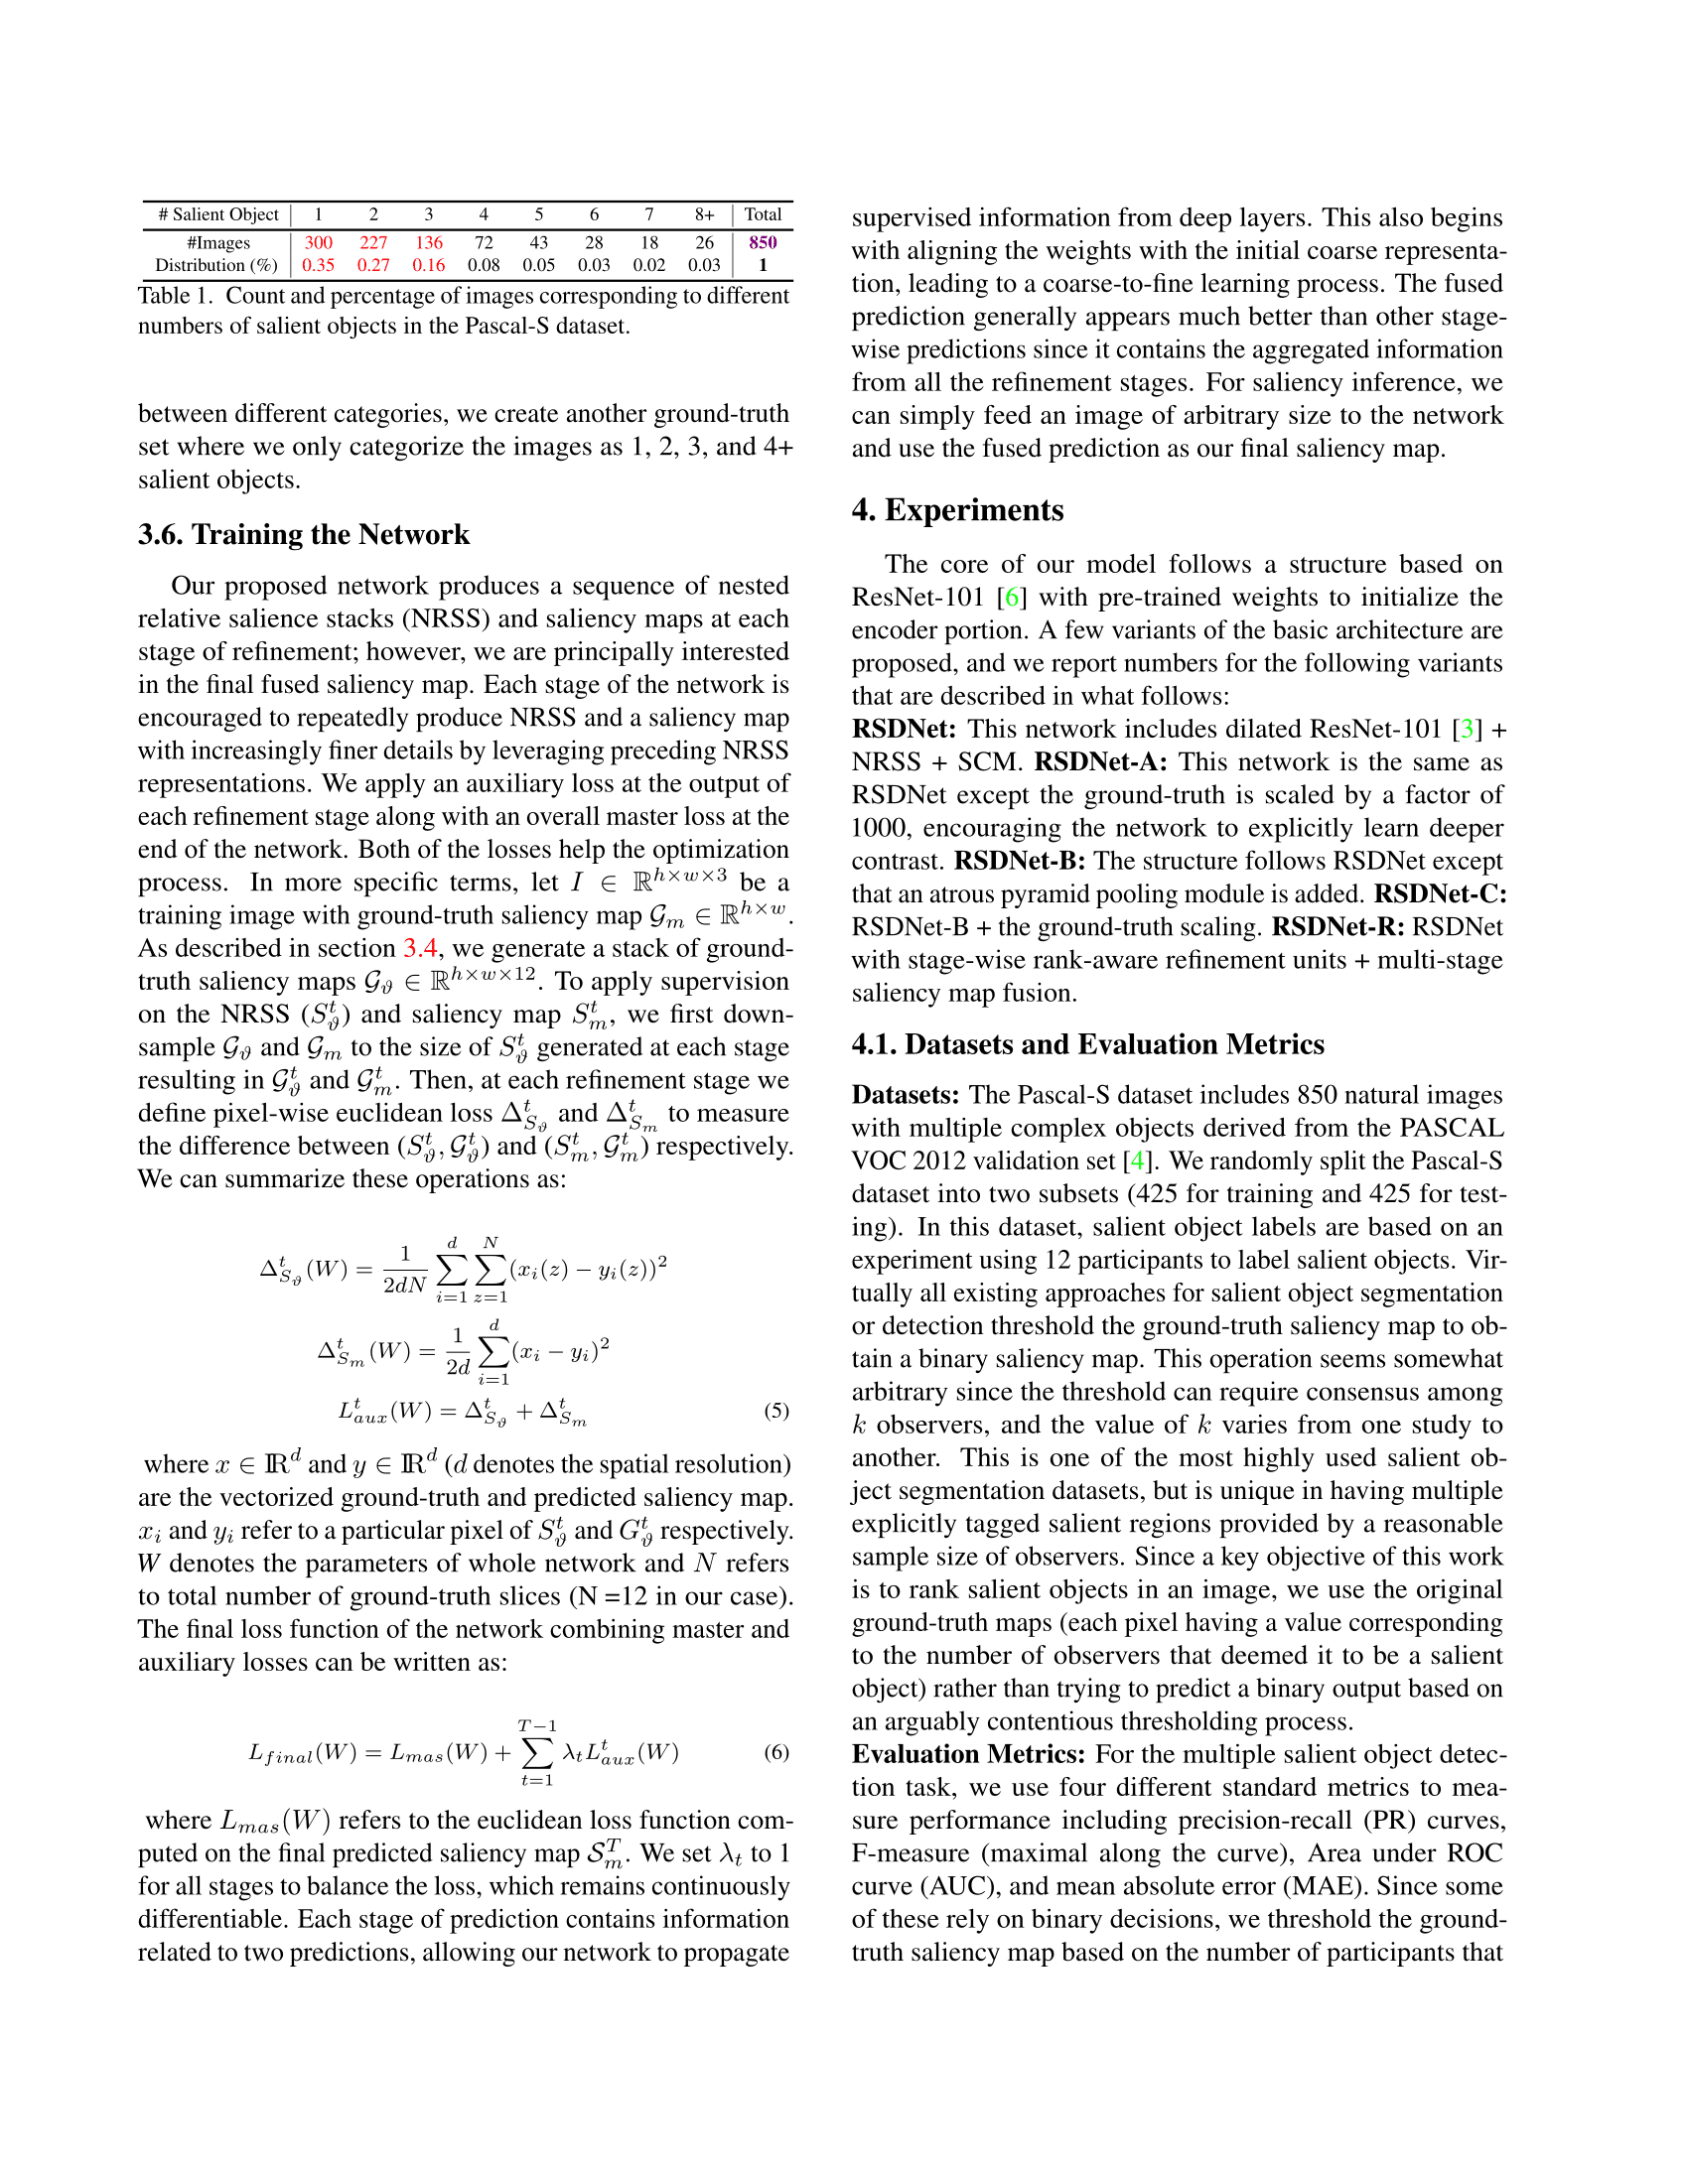 # Salient Object 1 2 3 4 5 6 7 8+ Total
#Images 300 227 136 72 43 28 18 26 850
Distribution (%) 0.35 0.27 0.16 0.08 0.05 0.03 0.02 0.03 1
Table 1. Count and percentage of images corresponding to different
numbers of salient objects in the Pascal-S dataset.
between different categories, we create another ground-truth
set where we only categorize the images as 1, 2, 3, and 4+
salient objects.
3.6. Training the Network
Our proposed network produces a sequence of nested
relative salience stacks (NRSS) and saliency maps at each
stage of refinement; however, we are principally interested
in the final fused saliency map. Each stage of the network is
encouraged to repeatedly produce NRSS and a saliency map
with increasingly finer details by leveraging preceding NRSS
representations. We apply an auxiliary loss at the output of
each refinement stage along with an overall master loss at the
end of the network. Both of the losses help the optimization
process. In more specific terms, let $I \in \mathbb{R}^{h \times w \times 3}$ be a
training image with ground-truth saliency map $\mathcal{G}_m \in \mathbb{R}^{h \times w}$.
As described in section 3.4, we generate a stack of ground-
truth saliency maps $\mathcal{G}_\vartheta \in \mathbb{R}^{h \times w \times 12}$. To apply supervision
on the NRSS ($S_\vartheta^t$) and saliency map $S_m^t$, we first down-
sample $\mathcal{G}_\vartheta$ and $\mathcal{G}_m$ to the size of $S_\vartheta^t$ generated at each stage
resulting in $\mathcal{G}_\vartheta^t$ and $\mathcal{G}_m^t$. Then, at each refinement stage we
define pixel-wise euclidean loss $\Delta_{S_\vartheta}^t$ and $\Delta_{S_m}^t$ to measure
the difference between $(S_\vartheta^t, \mathcal{G}_\vartheta^t)$ and $(S_m^t, \mathcal{G}_m^t)$ respectively.
We can summarize these operations as:
$\Delta_{S_\vartheta}^t(W) = \frac{1}{2dN} \sum_{i=1}^{d} \sum_{z=1}^{N} (x_i(z) - y_i(z))^2$
$\Delta_{S_m}^t(W) = \frac{1}{2d} \sum_{i=1}^{d} (x_i - y_i)^2$
$L_{aux}^t(W) = \Delta_{S_\vartheta}^t + \Delta_{S_m}^t$ (5)
where $x \in \mathbb{R}^d$ and $y \in \mathbb{R}^d$ ($d$ denotes the spatial resolution)
are the vectorized ground-truth and predicted saliency map.
$x_i$ and $y_i$ refer to a particular pixel of $S_\vartheta^t$ and $G_\vartheta^t$ respectively.
$W$ denotes the parameters of whole network and $N$ refers
to total number of ground-truth slices (N =12 in our case).
The final loss function of the network combining master and
auxiliary losses can be written as:
$L_{final}(W) = L_{mas}(W) + \sum_{t=1}^{T-1} \lambda_t L_{aux}^t(W)$ (6)
where $L_{mas}(W)$ refers to the euclidean loss function com-
puted on the final predicted saliency map $\mathcal{S}_m^T$. We set $\lambda_t$ to 1
for all stages to balance the loss, which remains continuously
differentiable. Each stage of prediction contains information
related to two predictions, allowing our network to propagate
supervised information from deep layers. This also begins
with aligning the weights with the initial coarse representa-
tion, leading to a coarse-to-fine learning process. The fused
prediction generally appears much better than other stage-
wise predictions since it contains the aggregated information
from all the refinement stages. For saliency inference, we
can simply feed an image of arbitrary size to the network
and use the fused prediction as our final saliency map.
4. Experiments
The core of our model follows a structure based on
ResNet-101 [6] with pre-trained weights to initialize the
encoder portion. A few variants of the basic architecture are
proposed, and we report numbers for the following variants
that are described in what follows:
RSDNet: This network includes dilated ResNet-101 [3] +
NRSS + SCM. RSDNet-A: This network is the same as
RSDNet except the ground-truth is scaled by a factor of
1000, encouraging the network to explicitly learn deeper
contrast. RSDNet-B: The structure follows RSDNet except
that an atrous pyramid pooling module is added. RSDNet-C:
RSDNet-B + the ground-truth scaling. RSDNet-R: RSDNet
with stage-wise rank-aware refinement units + multi-stage
saliency map fusion.
4.1. Datasets and Evaluation Metrics
Datasets: The Pascal-S dataset includes 850 natural images
with multiple complex objects derived from the PASCAL
VOC 2012 validation set [4]. We randomly split the Pascal-S
dataset into two subsets (425 for training and 425 for test-
ing). In this dataset, salient object labels are based on an
experiment using 12 participants to label salient objects. Vir-
tually all existing approaches for salient object segmentation
or detection threshold the ground-truth saliency map to ob-
tain a binary saliency map. This operation seems somewhat
arbitrary since the threshold can require consensus among
$k$ observers, and the value of $k$ varies from one study to
another. This is one of the most highly used salient ob-
ject segmentation datasets, but is unique in having multiple
explicitly tagged salient regions provided by a reasonable
sample size of observers. Since a key objective of this work
is to rank salient objects in an image, we use the original
ground-truth maps (each pixel having a value corresponding
to the number of observers that deemed it to be a salient
object) rather than trying to predict a binary output based on
an arguably contentious thresholding process.
Evaluation Metrics: For the multiple salient object detec-
tion task, we use four different standard metrics to mea-
sure performance including precision-recall (PR) curves,
F-measure (maximal along the curve), Area under ROC
curve (AUC), and mean absolute error (MAE). Since some
of these rely on binary decisions, we threshold the ground-
truth saliency map based on the number of participants that